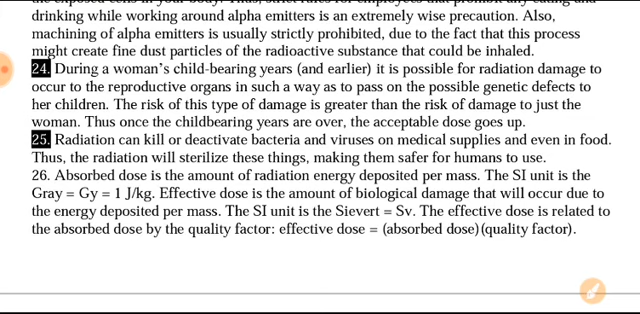 drinking while working around alpha emitters is an extremely wise precaution. Also,
machining of alpha emitters is usually strictly prohibited, due to the fact that this process
might create fine dust particles of the radioactive substance that could be inhaled.
24. During a woman’s child-bearing years (and earlier) it is possible for radiation damage to
occur to the reproductive organs in such a way as to pass on the possible genetic defects to
her children. The risk of this type of damage is greater than the risk of damage to just the
woman. Thus once the childbearing years are over, the acceptable dose goes up.
25. Radiation can kill or deactivate bacteria and viruses on medical supplies and even in food.
Thus, the radiation will sterilize these things, making them safer for humans to use.
26. Absorbed dose is the amount of radiation energy deposited per mass. The SI unit is the
Gray = Gy = 1 J/kg. Effective dose is the amount of biological damage that will occur due to
the energy deposited per mass. The SI unit is the Sievert = Sv. The effective dose is related to
the absorbed dose by the quality factor: effective dose = (absorbed dose)(quality factor).